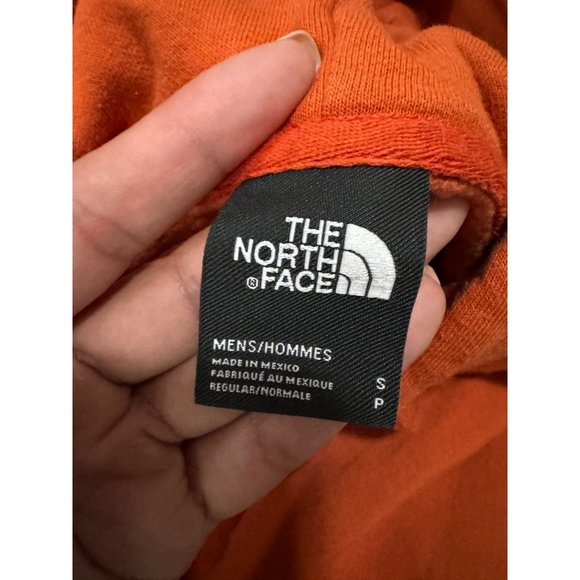 THE
NORTH
®FACE
MENS/HOMMES
MADE IN MEXICO
FABRIQUÉ AU MEXIQUE
REGULAR/NORMALE
S
P